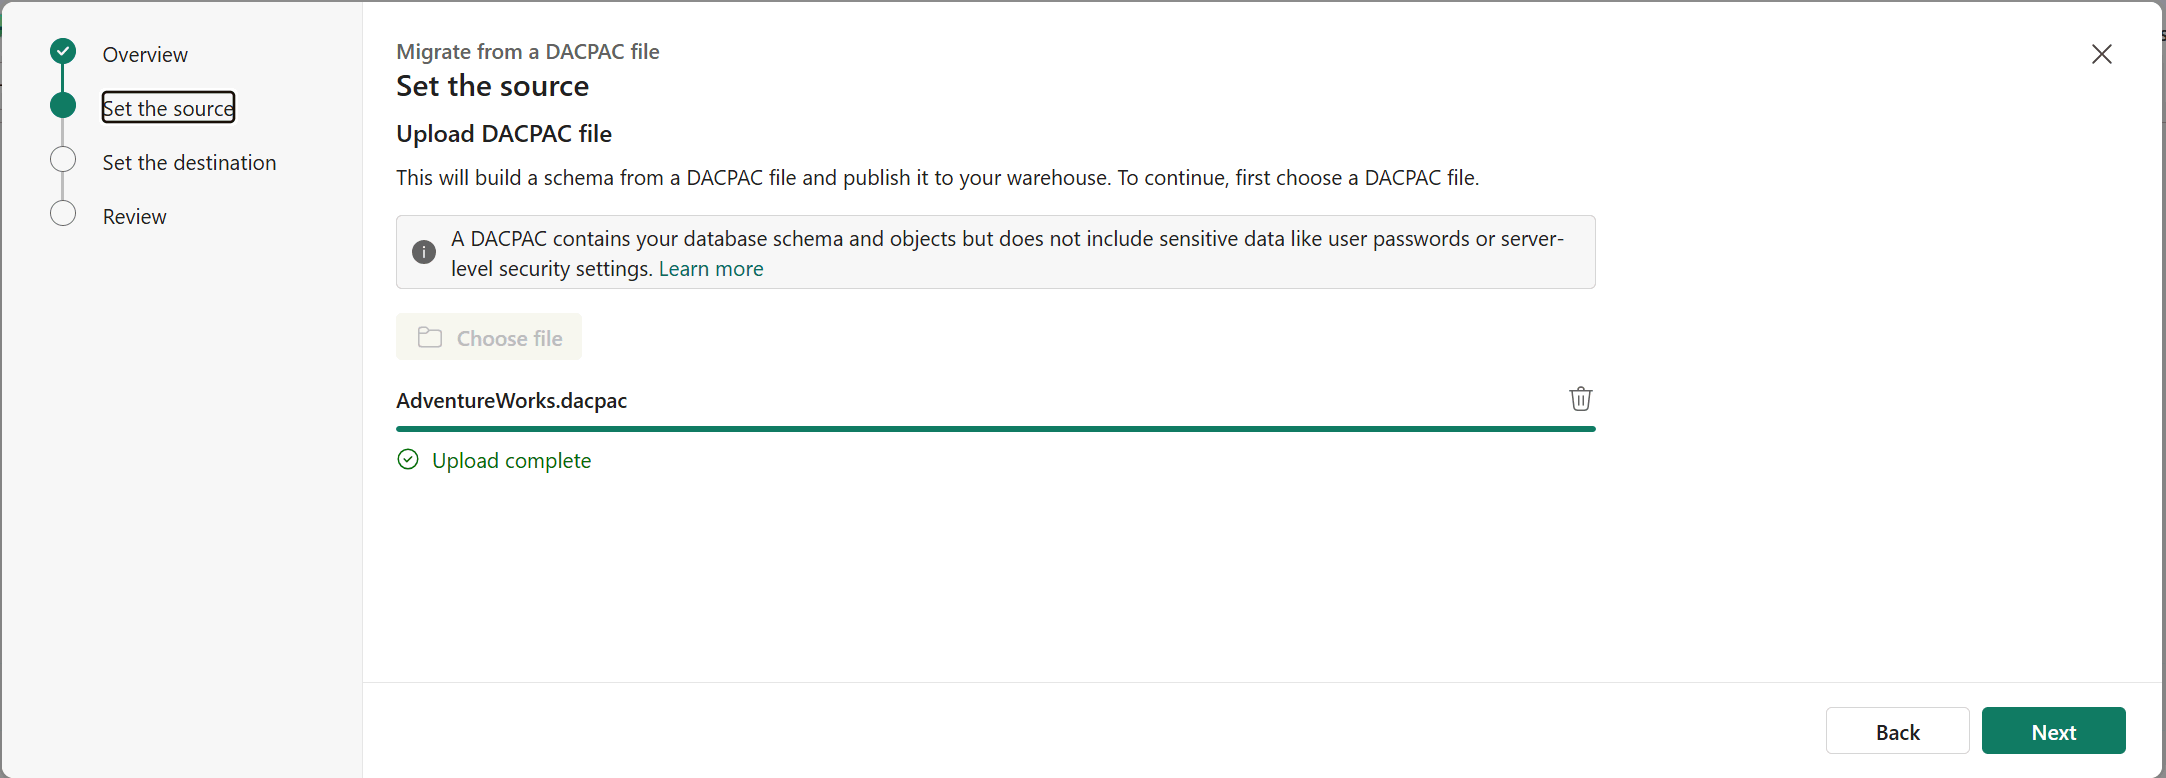 Overview
Set the source
Set the destination
Review
Migrate from a DACPAC file
Set the source
Upload DACPAC file
This will build a schema from a DACPAC file and publish it to your warehouse. To continue, first choose a DACPAC file.
A DACPAC contains your database schema and objects but does not include sensitive data like user passwords or server-
level security settings. Learn more
Choose file
AdventureWorks.dacpac
Upload complete
Back
Next